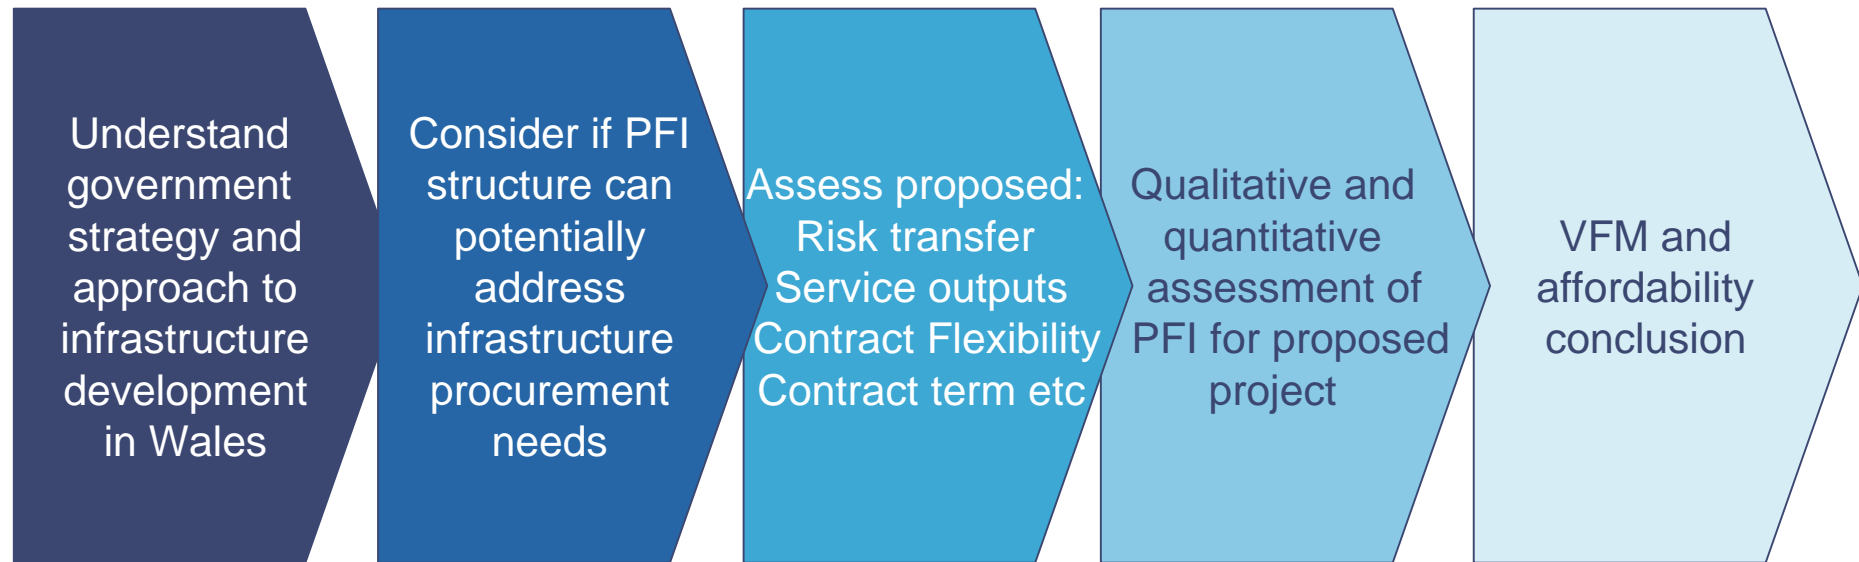 Understand
government
strategy and
approach to
infrastructure
development
in Wales
Consider if PFI
structure can
potentially
address
infrastructure
procurement
needs
Assess proposed:
Risk transfer
Service outputs
Contract Flexibility
Contract term etc
Qualitative and
quantitative
assessment of
PFI for proposed
project
VFM and
affordability
conclusion